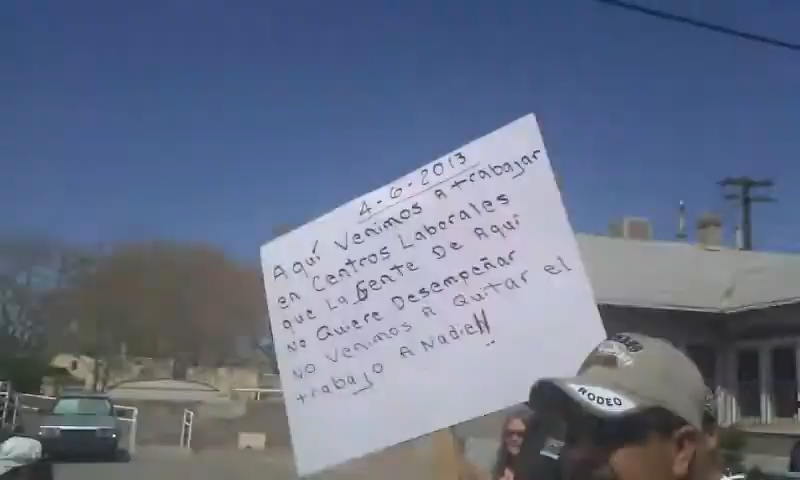 4-6-2013
Aquí Venimos A trabajar
en Centros Laborales
que La Gente De Aquí
No Quiere Desempeñar
No Venimos A Quitar el
trabajo A Nadie!!
RODEO